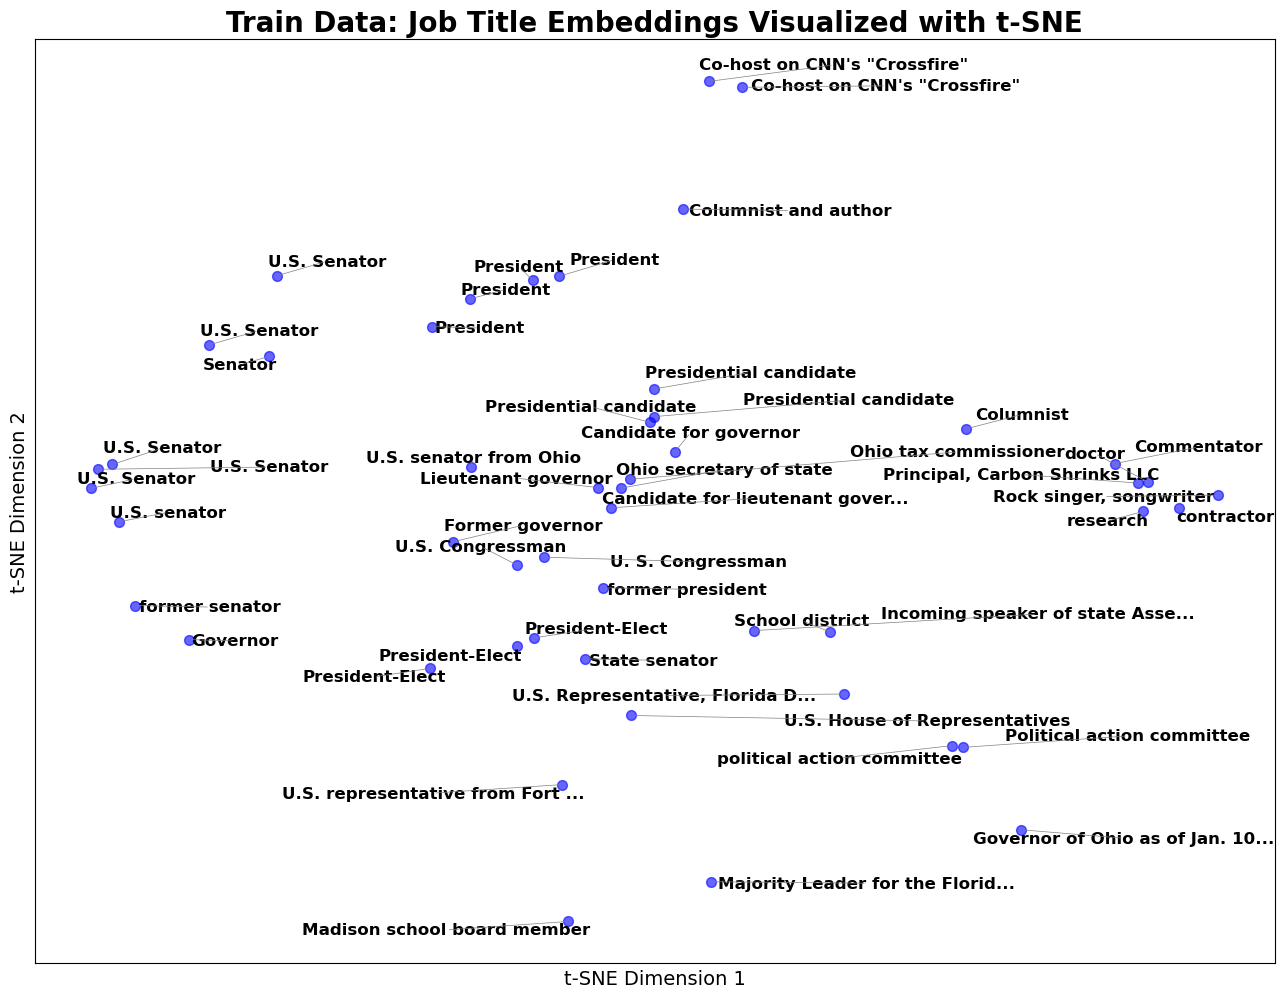 Train Data: Job Title Embeddings Visualized with t-SNE
Co-host on CNN's "Crossfire"
Co-host on CNN's "Crossfire"
Columnist and author
U.S. Senator
President
President
President
President
U.S. Senator
Senator
Presidential candidate
Presidential candidate
Presidential candidate
Columnist
Candidate for governor
U.S. Senator
U.S. Senator
U.S. Senator
U.S. senator
U.S. senator from Ohio
Ohio tax commissioner
doctor
Commentator
Lieutenant governor
Ohio secretary of state
Principal, Carbon Shrinks LLC
Candidate for lieutenant gover...
Rock singer, songwriter
research
contractor
Former governor
U.S. Congressman
U. S. Congressman
former president
former senator
Governor
School district
Incoming speaker of state Asse...
President-Elect
President-Elect
President-Elect
State senator
U.S. Representative, Florida D...
U.S. House of Representatives
Political action committee
political action committee
U.S. representative from Fort ...
Governor of Ohio as of Jan. 10...
Majority Leader for the Florid...
Madison school board member
t-SNE Dimension 2
t-SNE Dimension 1